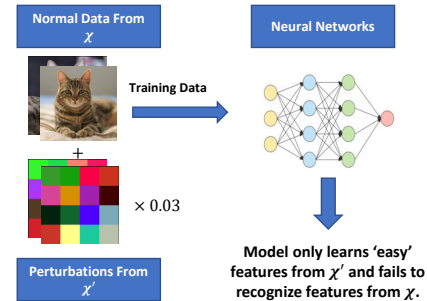 Normal Data From
χ
Neural Networks
Training Data
+
× 0.03
Perturbations From
χ′
Model only learns ‘easy’
features from χ′ and fails to
recognize features from χ.